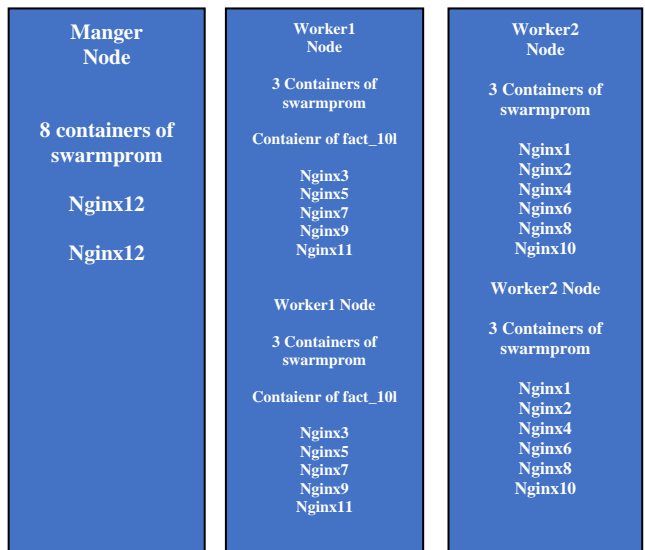 Manger
Node
8 containers of
swarmprom
Nginx12
Nginx12
Worker1
Node
3 Containers of
swarmprom
Contaienr of fact_10l
Nginx3
Nginx5
Nginx7
Nginx9
Nginx11
Worker1 Node
3 Containers of
swarmprom
Contaienr of fact_10l
Nginx3
Nginx5
Nginx7
Nginx9
Nginx11
Worker2
Node
3 Containers of
swarmprom
Nginx1
Nginx2
Nginx4
Nginx6
Nginx8
Nginx10
Worker2 Node
3 Containers of
swarmprom
Nginx1
Nginx2
Nginx4
Nginx6
Nginx8
Nginx10